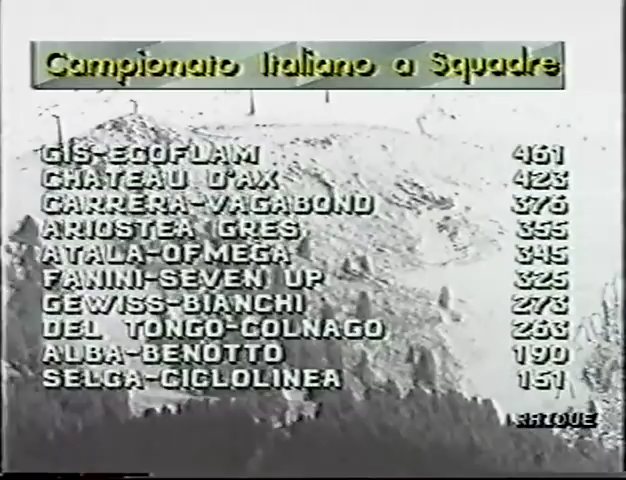 Campionato Italiano a Squadre
GIS-ECOFLAM 461
CHATEAU D'AX 423
CARRERA-VAGABOND 376
ARIOSTEA GRES 355
ATALA-OFMEGA 345
FANINI-SEVEN UP 325
GEWISS-BIANCHI 273
DEL TONGO-COLNAGO 263
ALBA-BENOTTO 190
SELCA-CICLOLINEA 151
RAIDUE